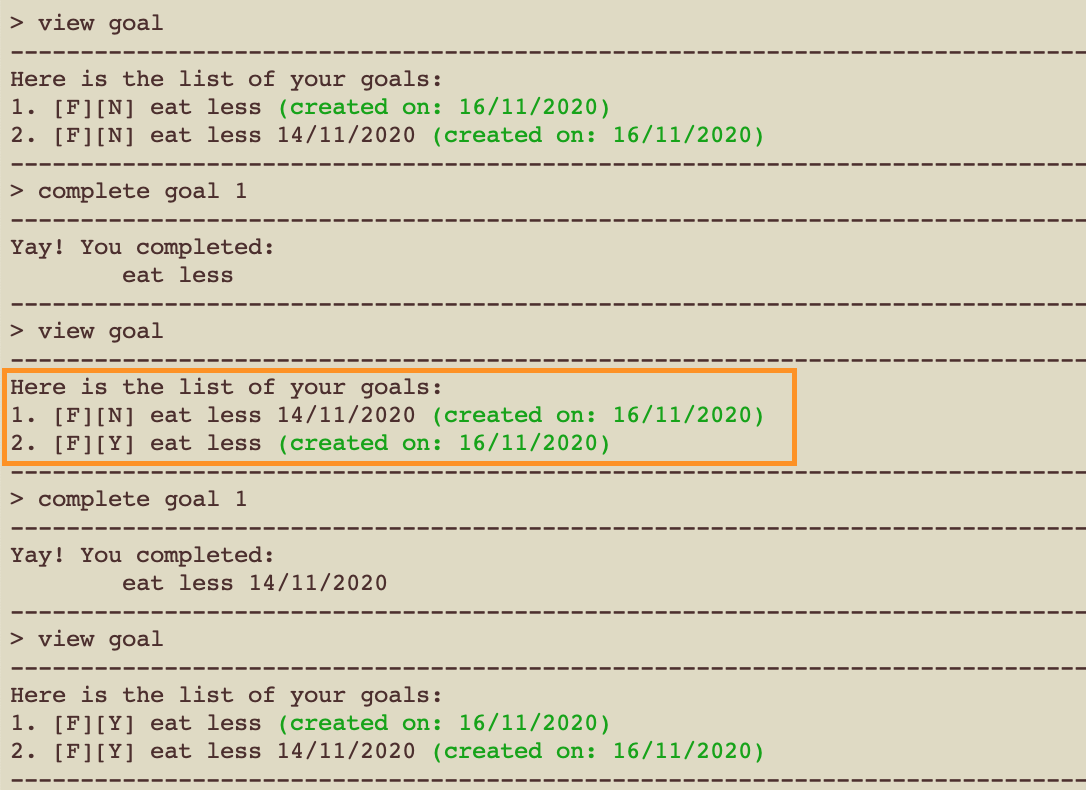 > view goal
--------------------------------------------------------------------------------
Here is the list of your goals:
1. [F][N] eat less (created on: 16/11/2020)
2. [F][N] eat less 14/11/2020 (created on: 16/11/2020)
--------------------------------------------------------------------------------
> complete goal 1
--------------------------------------------------------------------------------
Yay! You completed:
        eat less
--------------------------------------------------------------------------------
> view goal
--------------------------------------------------------------------------------
Here is the list of your goals:
1. [F][N] eat less 14/11/2020 (created on: 16/11/2020)
2. [F][Y] eat less (created on: 16/11/2020)
--------------------------------------------------------------------------------
> complete goal 1
--------------------------------------------------------------------------------
Yay! You completed:
        eat less 14/11/2020
--------------------------------------------------------------------------------
> view goal
--------------------------------------------------------------------------------
Here is the list of your goals:
1. [F][Y] eat less (created on: 16/11/2020)
2. [F][Y] eat less 14/11/2020 (created on: 16/11/2020)
--------------------------------------------------------------------------------